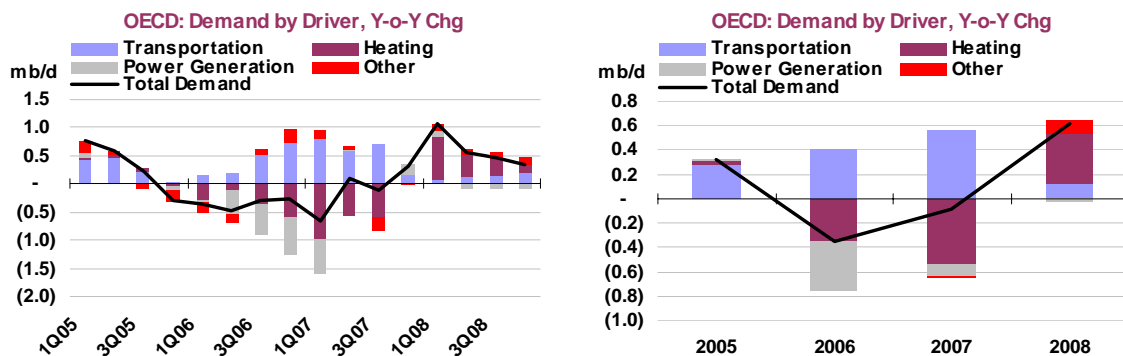 OECD: Demand by Driver, Y-o-Y Chg
Transportation Heating
Power Generation Other
mb/d Total Demand
1.5
1.0
0.5
-
(0.5)
(1.0)
(1.5)
(2.0)
1Q05 3Q05 1Q06 3Q06 1Q07 3Q07 1Q08 3Q08
OECD: Demand by Driver, Y-o-Y Chg
Transportation Heating
Power Generation Other
mb/d Total Demand
0.8
0.6
0.4
0.2
-
(0.2)
(0.4)
(0.6)
(0.8)
(1.0)
2005 2006 2007 2008